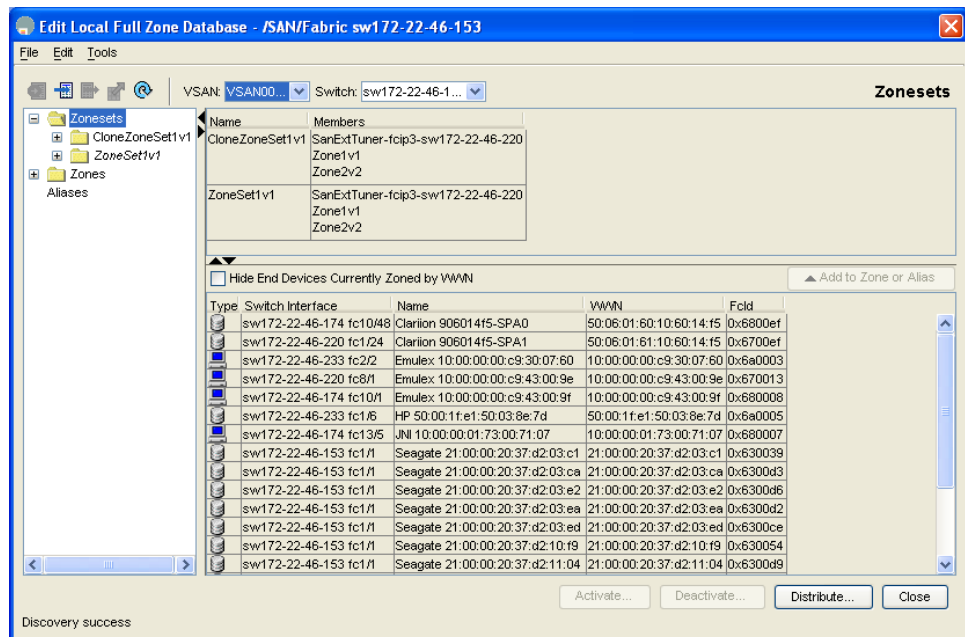 Edit Local Full Zone Database - /SAN/Fabric sw172-22-46-153
File Edit Tools
VSAN: VSAN00... Switch: sw172-22-46-1... Zonesets
Zonesets
CloneZoneSet1v1
ZoneSet1v1
Zones
Aliases
Name Members
CloneZoneSet1v1 SanExtTuner-fcip3-sw172-22-46-220
Zone1v1
Zone2v2
ZoneSet1v1 SanExtTuner-fcip3-sw172-22-46-220
Zone1v1
Zone2v2
Hide End Devices Currently Zoned by WWN Add to Zone or Alias
Type Switch Interface Name WWN FcId
sw172-22-46-174 fc10/48 Clariion 906014f5-SPA0 50:06:01:60:10:60:14:f5 0x6800ef
sw172-22-46-220 fc1/24 Clariion 906014f5-SPA1 50:06:01:61:10:60:14:f5 0x6700ef
sw172-22-46-233 fc2/2 Emulex 10:00:00:00:c9:30:07:60 10:00:00:00:c9:30:07:60 0x6a0003
sw172-22-46-220 fc8/1 Emulex 10:00:00:00:c9:43:00:9e 10:00:00:00:c9:43:00:9e 0x670013
sw172-22-46-174 fc10/1 Emulex 10:00:00:00:c9:43:00:9f 10:00:00:00:c9:43:00:9f 0x680008
sw172-22-46-233 fc1/6 HP 50:00:1f:e1:50:03:8e:7d 50:00:1f:e1:50:03:8e:7d 0x6a0005
sw172-22-46-174 fc13/5 JNI 10:00:00:01:73:00:71:07 10:00:00:01:73:00:71:07 0x680007
sw172-22-46-153 fc1/1 Seagate 21:00:00:20:37:d2:03:c1 21:00:00:20:37:d2:03:c1 0x630039
sw172-22-46-153 fc1/1 Seagate 21:00:00:20:37:d2:03:ca 21:00:00:20:37:d2:03:ca 0x6300d3
sw172-22-46-153 fc1/1 Seagate 21:00:00:20:37:d2:03:e2 21:00:00:20:37:d2:03:e2 0x6300d6
sw172-22-46-153 fc1/1 Seagate 21:00:00:20:37:d2:03:ea 21:00:00:20:37:d2:03:ea 0x6300d2
sw172-22-46-153 fc1/1 Seagate 21:00:00:20:37:d2:03:ed 21:00:00:20:37:d2:03:ed 0x6300ce
sw172-22-46-153 fc1/1 Seagate 21:00:00:20:37:d2:10:f9 21:00:00:20:37:d2:10:f9 0x630054
sw172-22-46-153 fc1/1 Seagate 21:00:00:20:37:d2:11:04 21:00:00:20:37:d2:11:04 0x6300d9
Activate... Deactivate... Distribute... Close
Discovery success